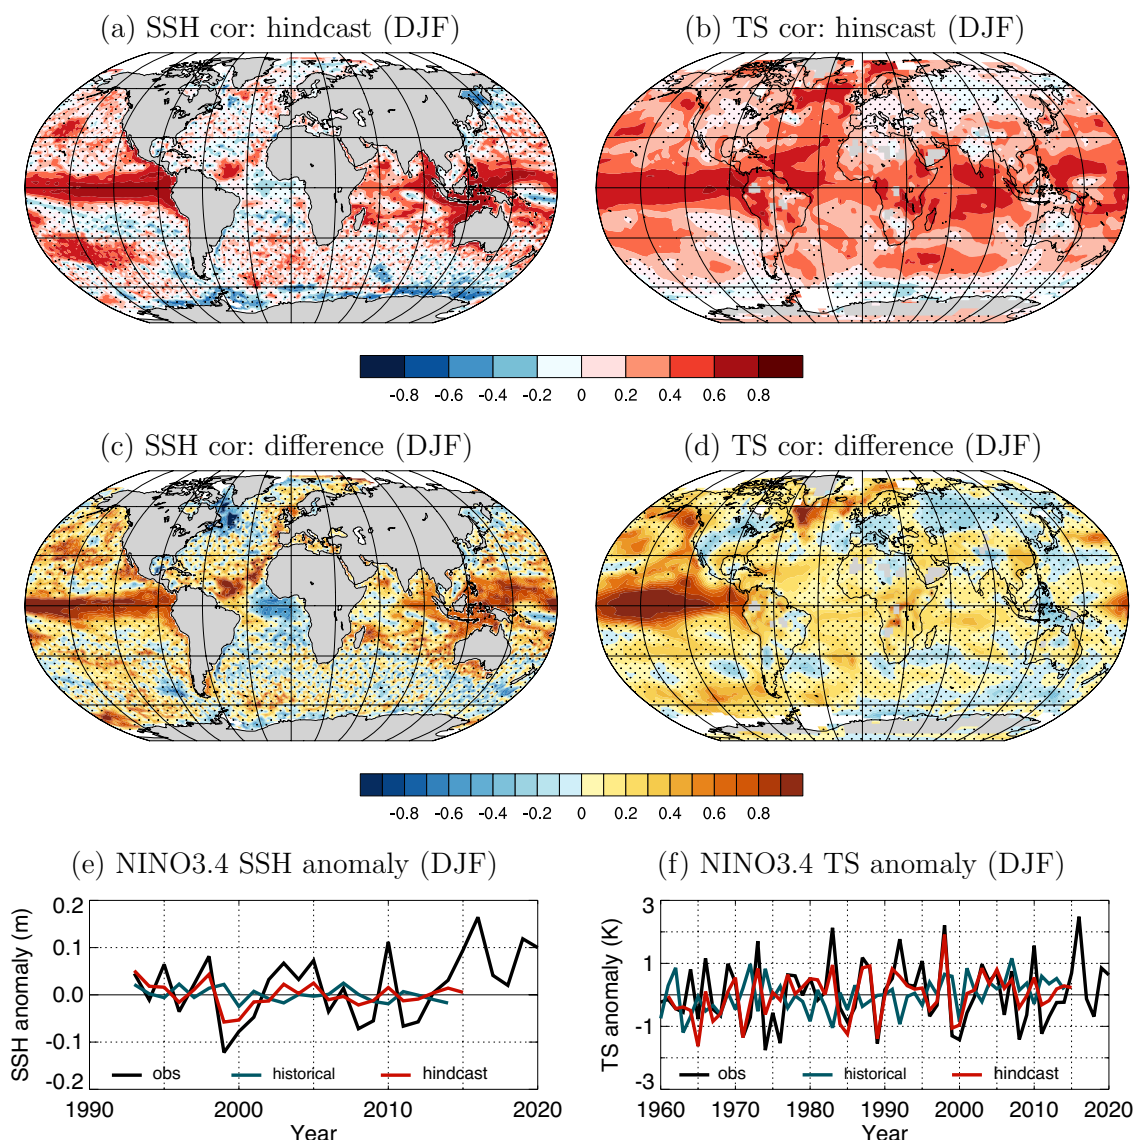 (a) SSH cor: hindcast (DJF)
(b) TS cor: hinscast (DJF)
-0.8 -0.6 -0.4 -0.2 0 0.2 0.4 0.6 0.8
(c) SSH cor: difference (DJF)
(d) TS cor: difference (DJF)
-0.8 -0.6 -0.4 -0.2 0 0.2 0.4 0.6 0.8
(e) NINO3.4 SSH anomaly (DJF)
SSH anomaly (m)
0.2
0.1
0.0
-0.1
-0.2
obs historical hindcast
1990 2000 2010 2020
Year
(f) NINO3.4 TS anomaly (DJF)
TS anomaly (K)
3
1
-1
-3
obs historical hindcast
1960 1970 1980 1990 2000 2010 2020
Year